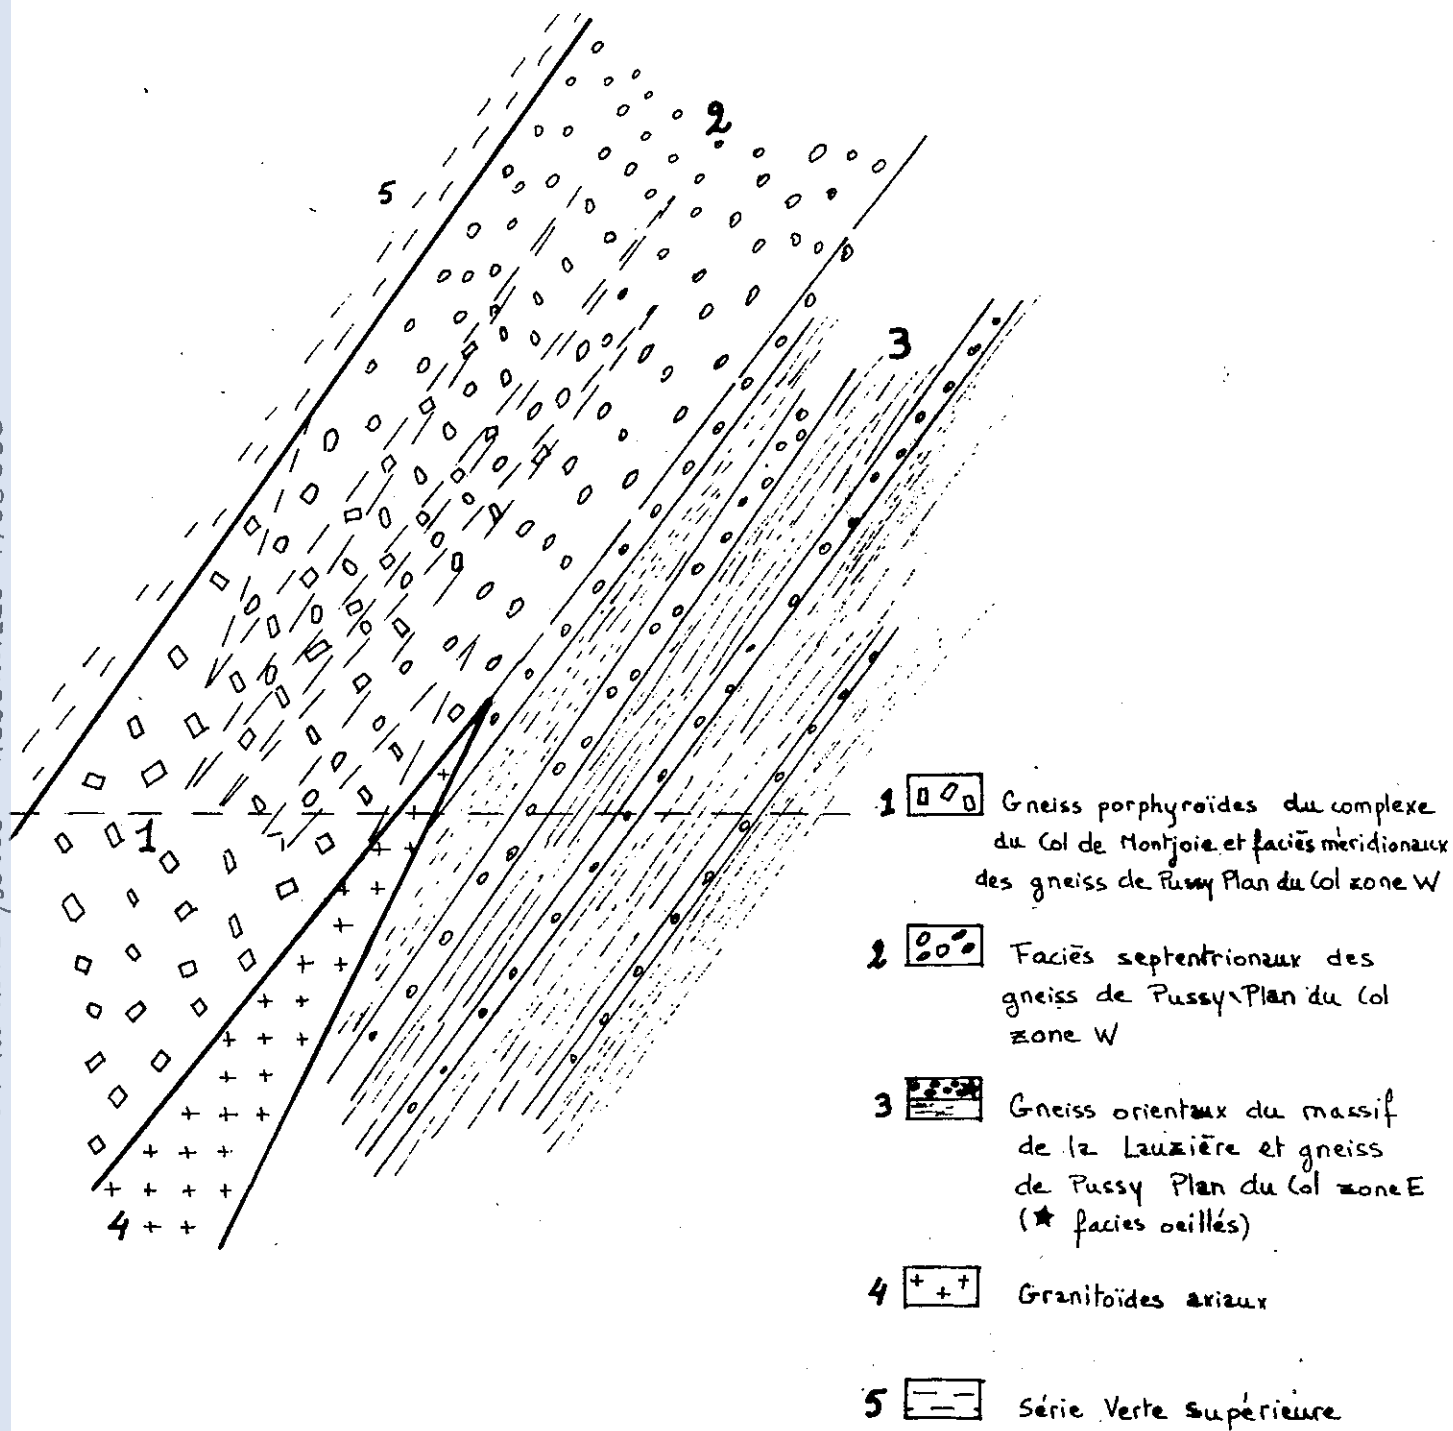 2
5
3
1
4
1 Gneiss porphyroïdes du complexe
du Col de Montjoie et faciès méridionaux
des gneiss de Pussy Plan du Col zone W
2 Faciès septentrionaux des
gneiss de Pussy Plan du Col
zone W
3 Gneiss orientaux du massif
de la Lauzière et gneiss
de Pussy Plan du Col zone E
(★ facies oeillés)
4 Granitoïdes axiaux
5 Série Verte Supérieure